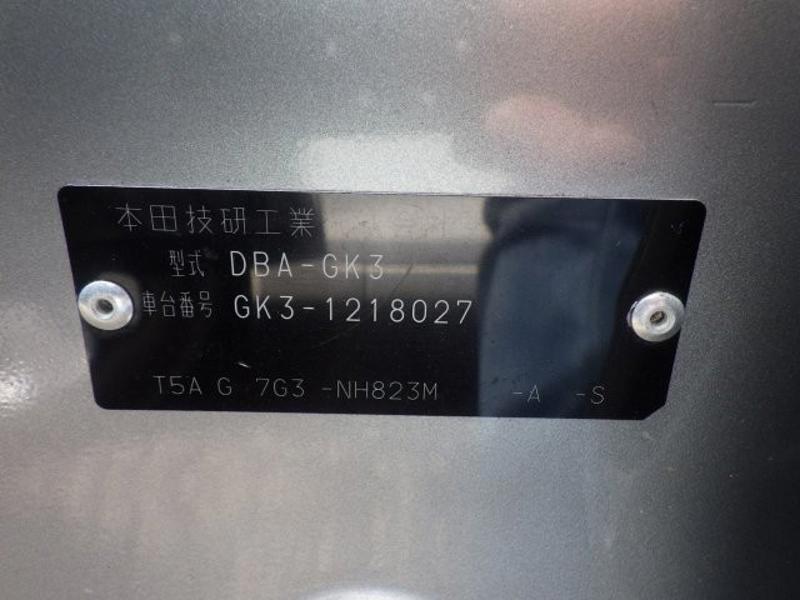 本田技研工業
型式 DBA-GK3
車台番号 GK3-1218027
T5A G 7G3 -NH823M -A -S